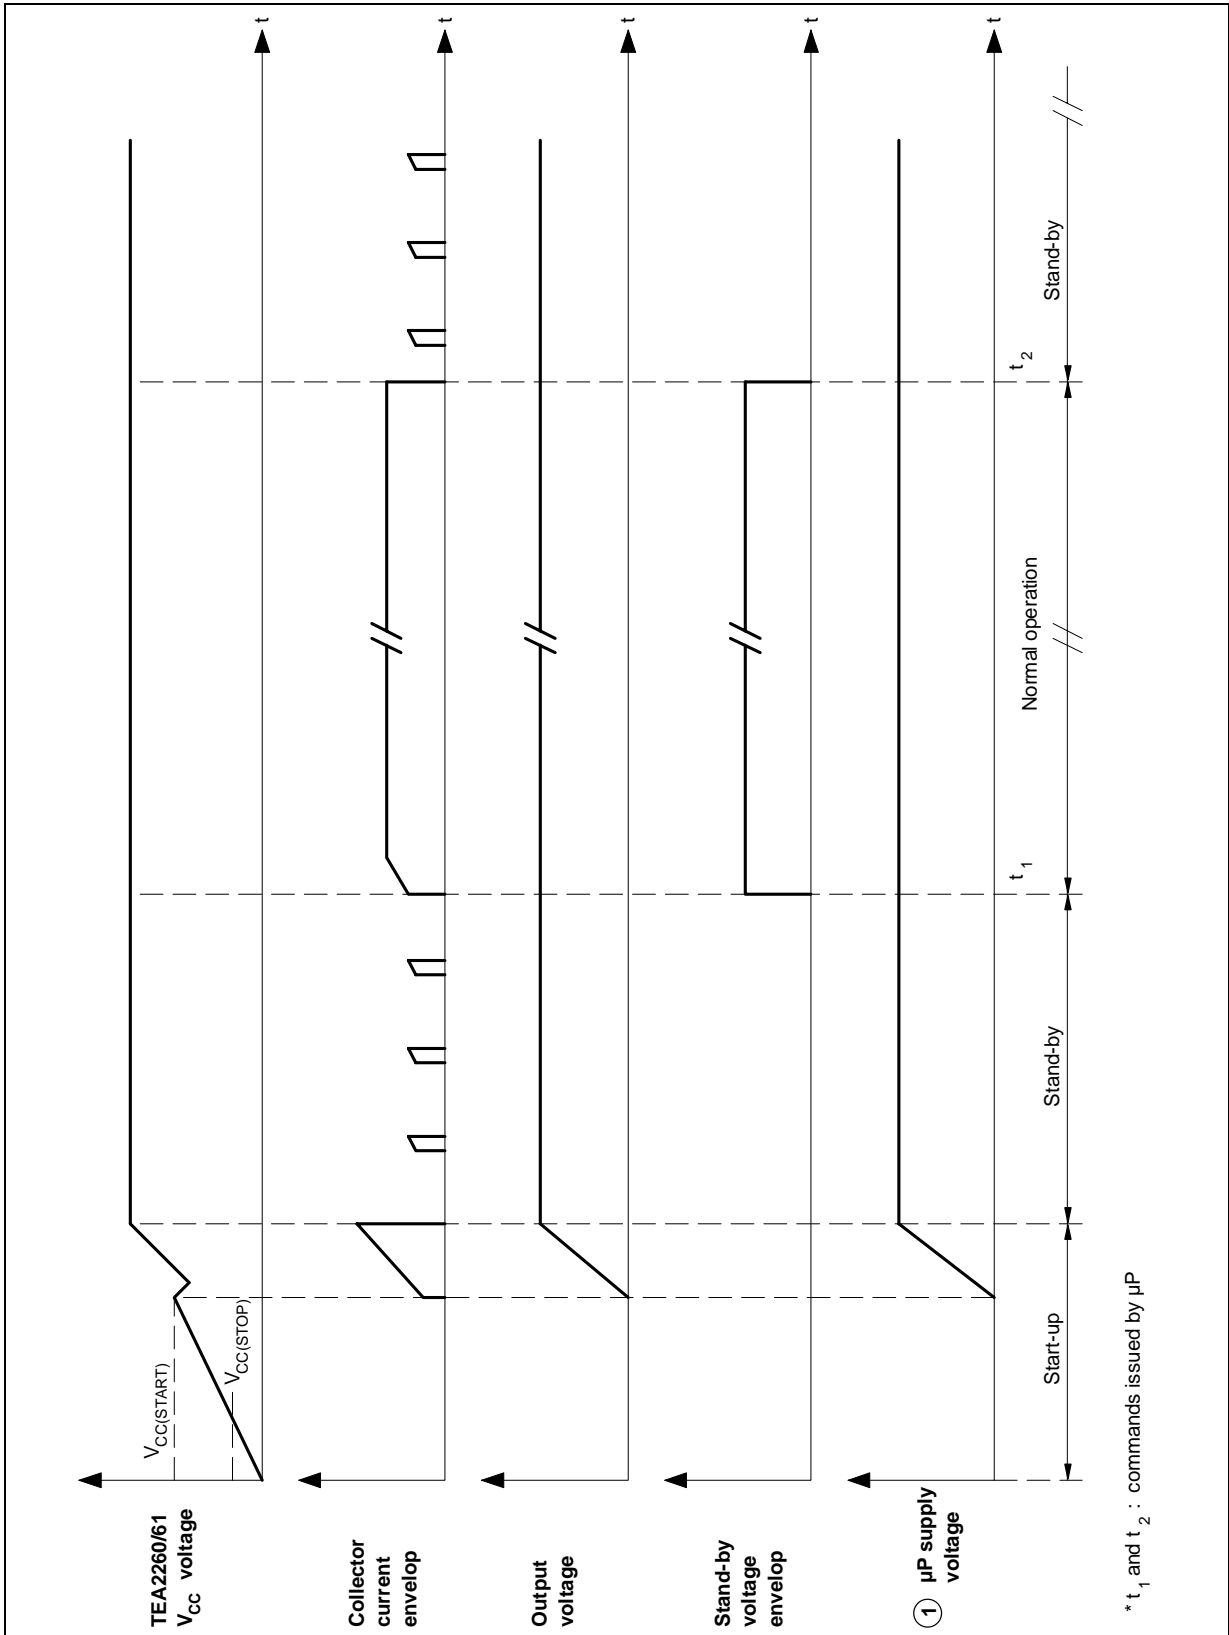 TEA2260/61
VCC voltage
VCC(START)
VCC(STOP)
t
Collector
current
envelop
t
Output
voltage
t
Stand-by
voltage
envelop
t
1 µP supply
voltage
t
t1
t2
Start-up
Stand-by
Normal operation
Stand-by
* t1 and t2 : commands issued by µP